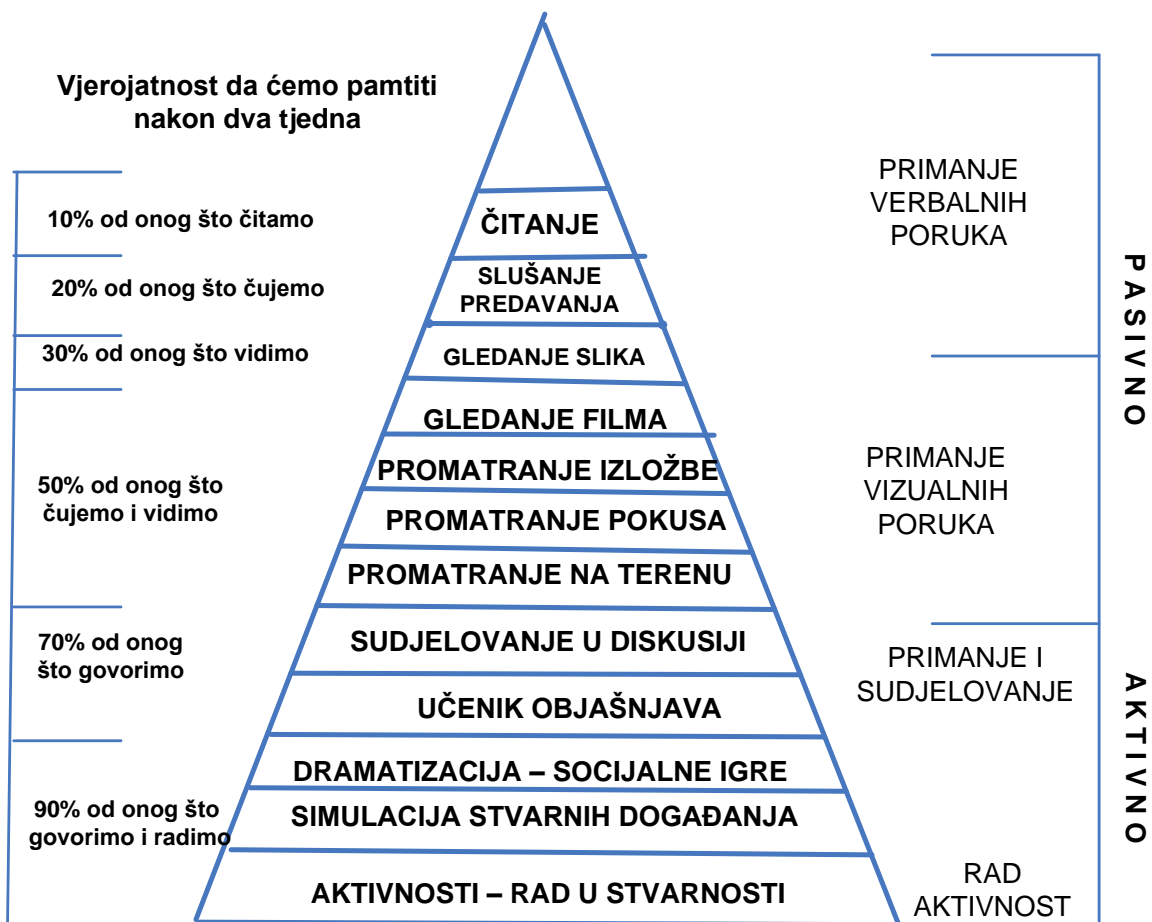 Vjerojatnost da ćemo pamtiti
nakon dva tjedna
10% od onog što čitamo
20% od onog što čujemo
30% od onog što vidimo
50% od onog što
čujemo i vidimo
70% od onog
što govorimo
90% od onog što
govorimo i radimo
ČITANJE
SLUŠANJE
PREDAVANJA
GLEDANJE SLIKA
GLEDANJE FILMA
PROMATRANJE IZLOŽBE
PROMATRANJE POKUSA
PROMATRANJE NA TERENU
SUDJELOVANJE U DISKUSIJI
UČENIK OBJAŠNJAVA
DRAMATIZACIJA – SOCIJALNE IGRE
SIMULACIJA STVARNIH DOGAĐANJA
AKTIVNOSTI – RAD U STVARNOSTI
PRIMANJE
VERBALNIH
PORUKA
PRIMANJE
VIZUALNIH
PORUKA
PRIMANJE I
SUDJELOVANJE
RAD
AKTIVNOST
PASIVNO
AKTIVNO